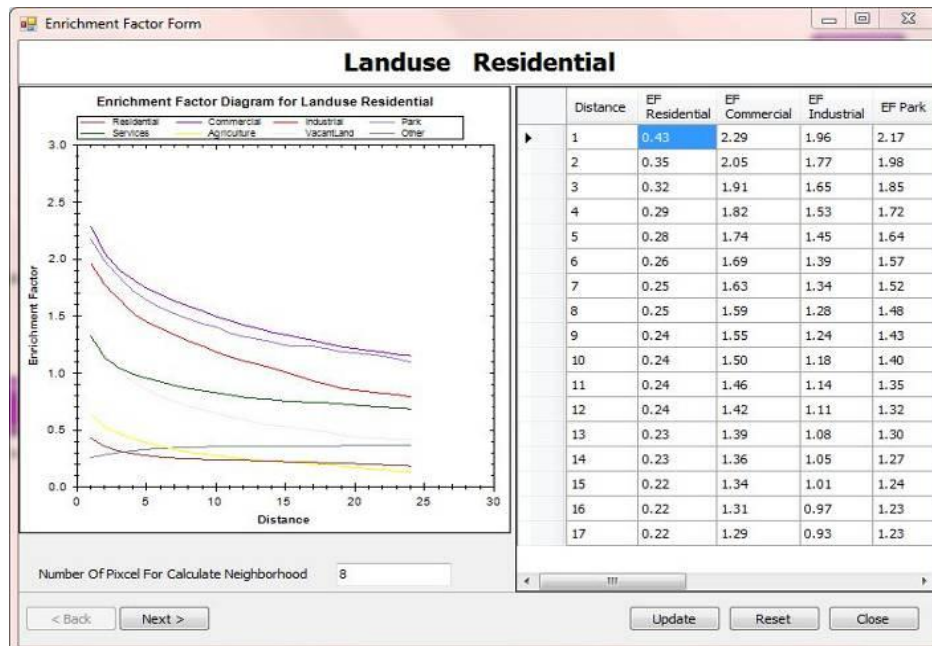 Enrichment Factor Form
Landuse Residential
Enrichment Factor Diagram for Landuse Residential
Residential Commercial Industrial Park
Services Agriculture VacantLand Other
3.0
2.5
2.0
1.5
1.0
0.5
0.0
Enrichment Factor
0 5 10 15 20 25 30
Distance
Distance EF Residential EF Commercial EF Industrial EF Park
1 0.43 2.29 1.96 2.17
2 0.35 2.05 1.77 1.98
3 0.32 1.91 1.65 1.85
4 0.29 1.82 1.53 1.72
5 0.28 1.74 1.45 1.64
6 0.26 1.69 1.39 1.57
7 0.25 1.63 1.34 1.52
8 0.25 1.59 1.28 1.48
9 0.24 1.55 1.24 1.43
10 0.24 1.50 1.18 1.40
11 0.24 1.46 1.14 1.35
12 0.24 1.42 1.11 1.32
13 0.23 1.39 1.08 1.30
14 0.23 1.36 1.05 1.27
15 0.22 1.34 1.01 1.24
16 0.22 1.31 0.97 1.23
17 0.22 1.29 0.93 1.23
Number Of Pixcel For Calculate Neighborhood 8
< Back Next > Update Reset Close